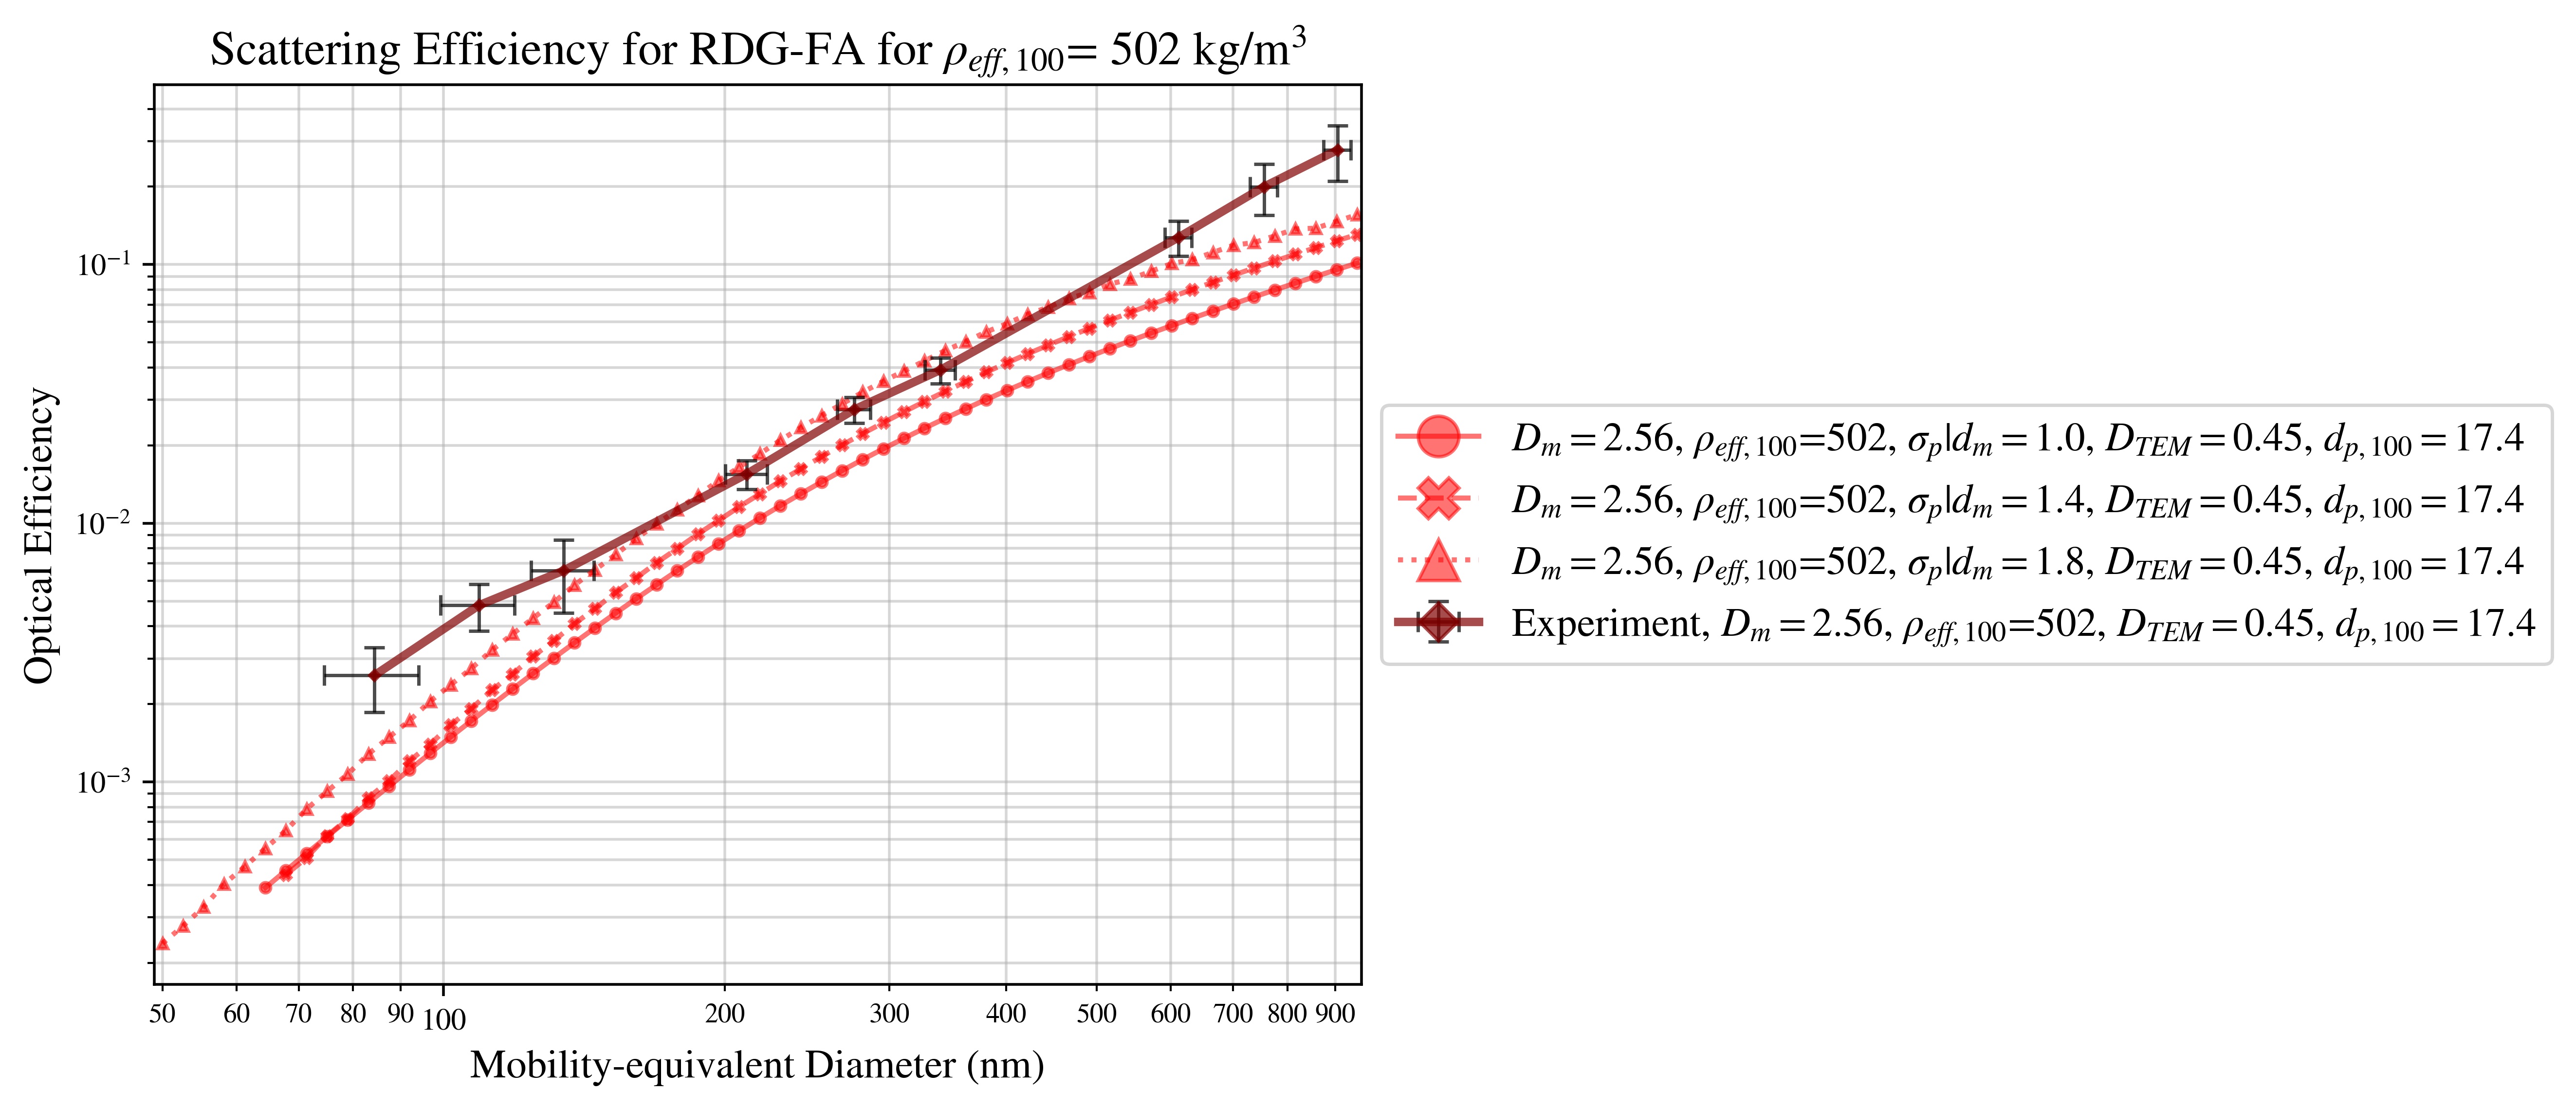 Scattering Efficiency for RDG-FA for ρeff,100= 502 kg/m³
Optical Efficiency
10⁻¹
10⁻²
10⁻³
50 60 70 80 90 100 200 300 400 500 600 700 800 900
Mobility-equivalent Diameter (nm)
Dm = 2.56, ρeff,100=502, σp|dm = 1.0, DTEM = 0.45, dp,100 = 17.4
Dm = 2.56, ρeff,100=502, σp|dm = 1.4, DTEM = 0.45, dp,100 = 17.4
Dm = 2.56, ρeff,100=502, σp|dm = 1.8, DTEM = 0.45, dp,100 = 17.4
Experiment, Dm = 2.56, ρeff,100=502, DTEM = 0.45, dp,100 = 17.4